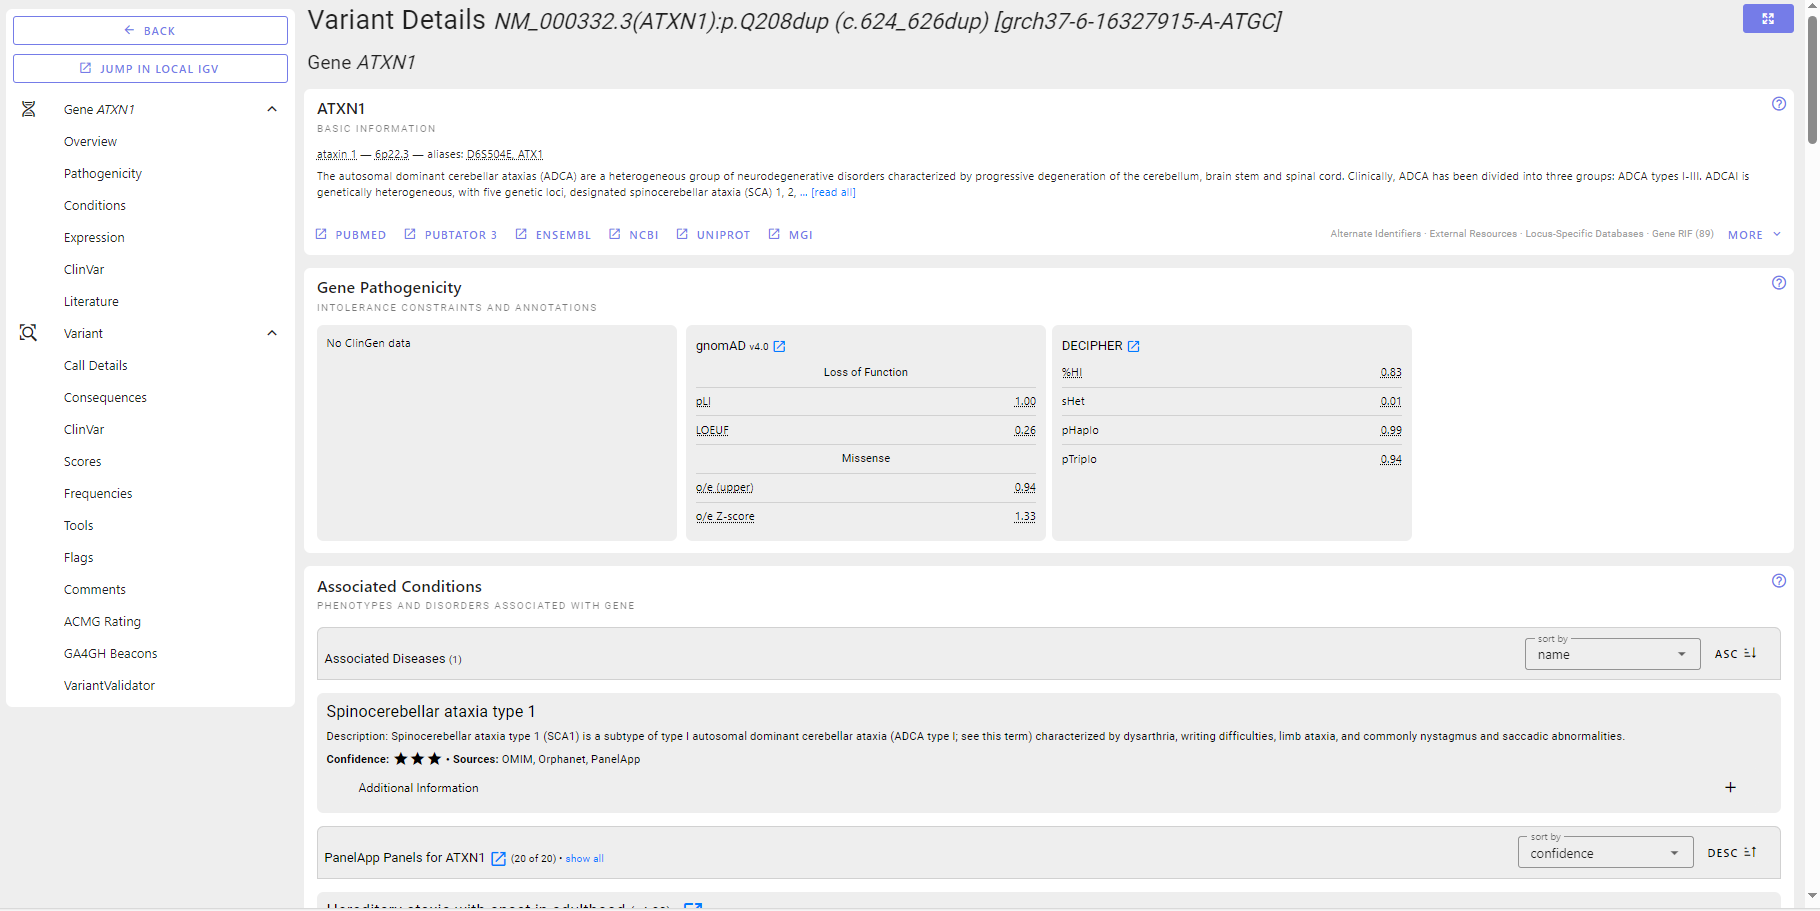 BACK
JUMP IN LOCAL IGV
Gene ATXN1
Overview
Pathogenicity
Conditions
Expression
ClinVar
Literature
Variant
Call Details
Consequences
ClinVar
Scores
Frequencies
Tools
Flags
Comments
ACMG Rating
GA4GH Beacons
VariantValidator
Variant Details NM_000332.3(ATXN1):p.Q208dup (c.624_626dup) [grch37-6-16327915-A-ATGC]
Gene ATXN1
ATXN1
BASIC INFORMATION
ataxin 1 — 6p22.3 — aliases: D6S504E, ATX1
The autosomal dominant cerebellar ataxias (ADCA) are a heterogeneous group of neurodegenerative disorders characterized by progressive degeneration of the cerebellum, brain stem and spinal cord. Clinically, ADCA has been divided into three groups: ADCA types I-III. ADCAI is
genetically heterogeneous, with five genetic loci, designated spinocerebellar ataxia (SCA) 1, 2, ... [read all]
PUBMED PUBTATOR 3 ENSEMBL NCBI UNIPROT MGI Alternate Identifiers · External Resources · Locus-Specific Databases · Gene RIF (89) MORE
Gene Pathogenicity
INTOLERANCE CONSTRAINTS AND ANNOTATIONS
No ClinGen data
gnomAD v4.0
Loss of Function
pLI 1.00
LOEUF 0.26
Missense
o/e (upper) 0.94
o/e Z-score 1.33
DECIPHER
%HI 0.83
sHet 0.01
pHaplo 0.99
pTriplo 0.94
Associated Conditions
PHENOTYPES AND DISORDERS ASSOCIATED WITH GENE
Associated Diseases (1) sort by name ASC
Spinocerebellar ataxia type 1
Description: Spinocerebellar ataxia type 1 (SCA1) is a subtype of type I autosomal dominant cerebellar ataxia (ADCA type I; see this term) characterized by dysarthria, writing difficulties, limb ataxia, and commonly nystagmus and saccadic abnormalities.
Confidence: ★★★ • Sources: OMIM, Orphanet, PanelApp
Additional Information
PanelApp Panels for ATXN1 (20 of 20) • show all sort by confidence DESC
Hereditary ataxia with onset in adulthood